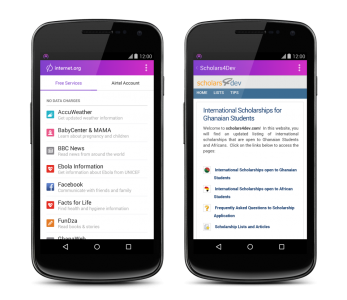 12:00
Internet.org
Free Services
Airtel Account
NO DATA CHARGES
AccuWeather
Get updated weather information
BabyCenter & MAMA
Learn about pregnancy and children
BBC News
Read news from around the world
Ebola Information
Get information about Ebola from UNICEF
Facebook
Communicate with friends and family
Facts for Life
Find health and hygiene information
FunDza
Read books & stories
GhanaWeb
12:00
Scholars4Dev
scholars4dev
HOME LISTS TIPS
International Scholarships for
Ghanaian Students
Welcome to scholars4dev.com! In this website, you
will find an updated listing of international
scholarships that are open to Ghanaian Students
and Africans. Click on the links below to access the
pages:
International Scholarships open to Ghanaian
Students
International Scholarships open to African
Students
Frequently Asked Questions in Scholarship
Application
Scholarship Lists and Articles